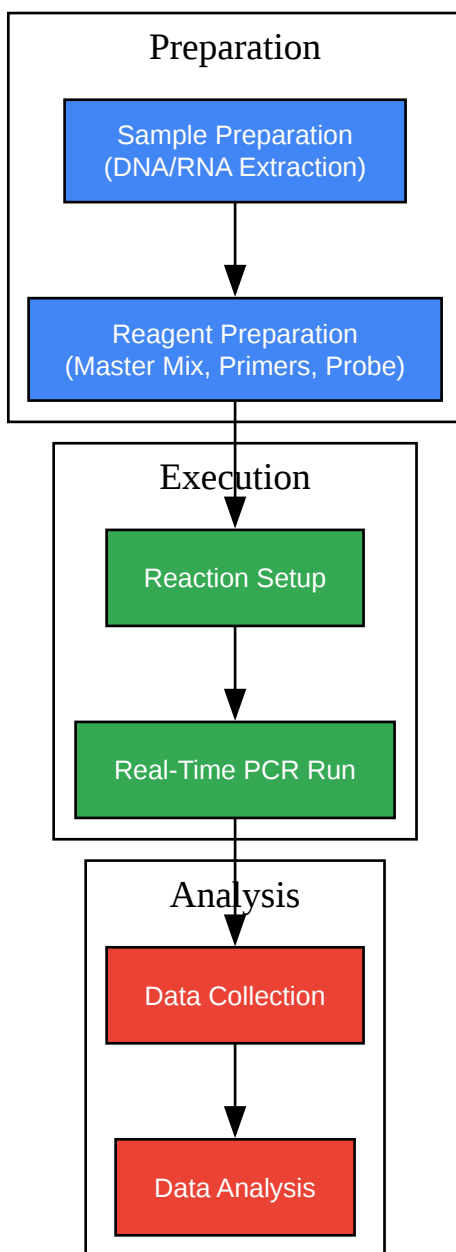 Preparation
Sample Preparation
(DNA/RNA Extraction)
Reagent Preparation
(Master Mix, Primers, Probe)
Execution
Reaction Setup
Real-Time PCR Run
Analysis
Data Collection
Data Analysis